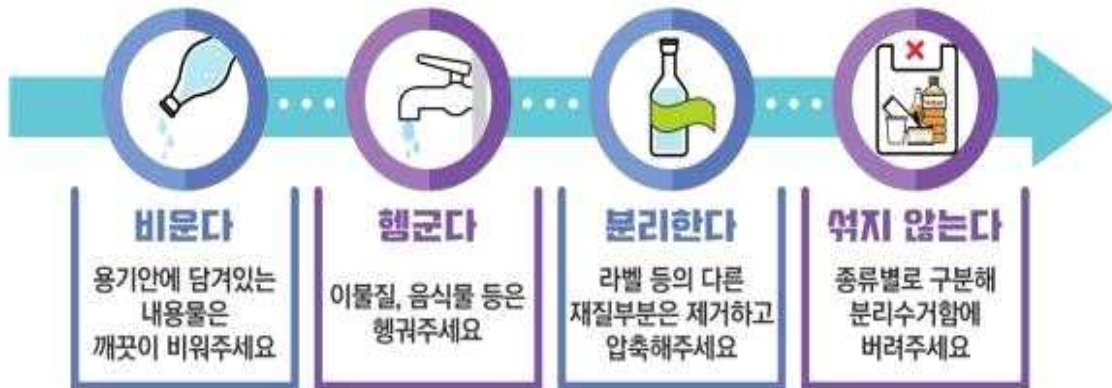 비운다
용기안에 담겨있는
내용물은
깨끗이 비워주세요
헹군다
이물질, 음식물 등은
헹궈주세요
분리한다
라벨 등의 다른
재질부분은 제거하고
압축해주세요
섞지 않는다
종류별로 구분해
분리수거함에
버려주세요